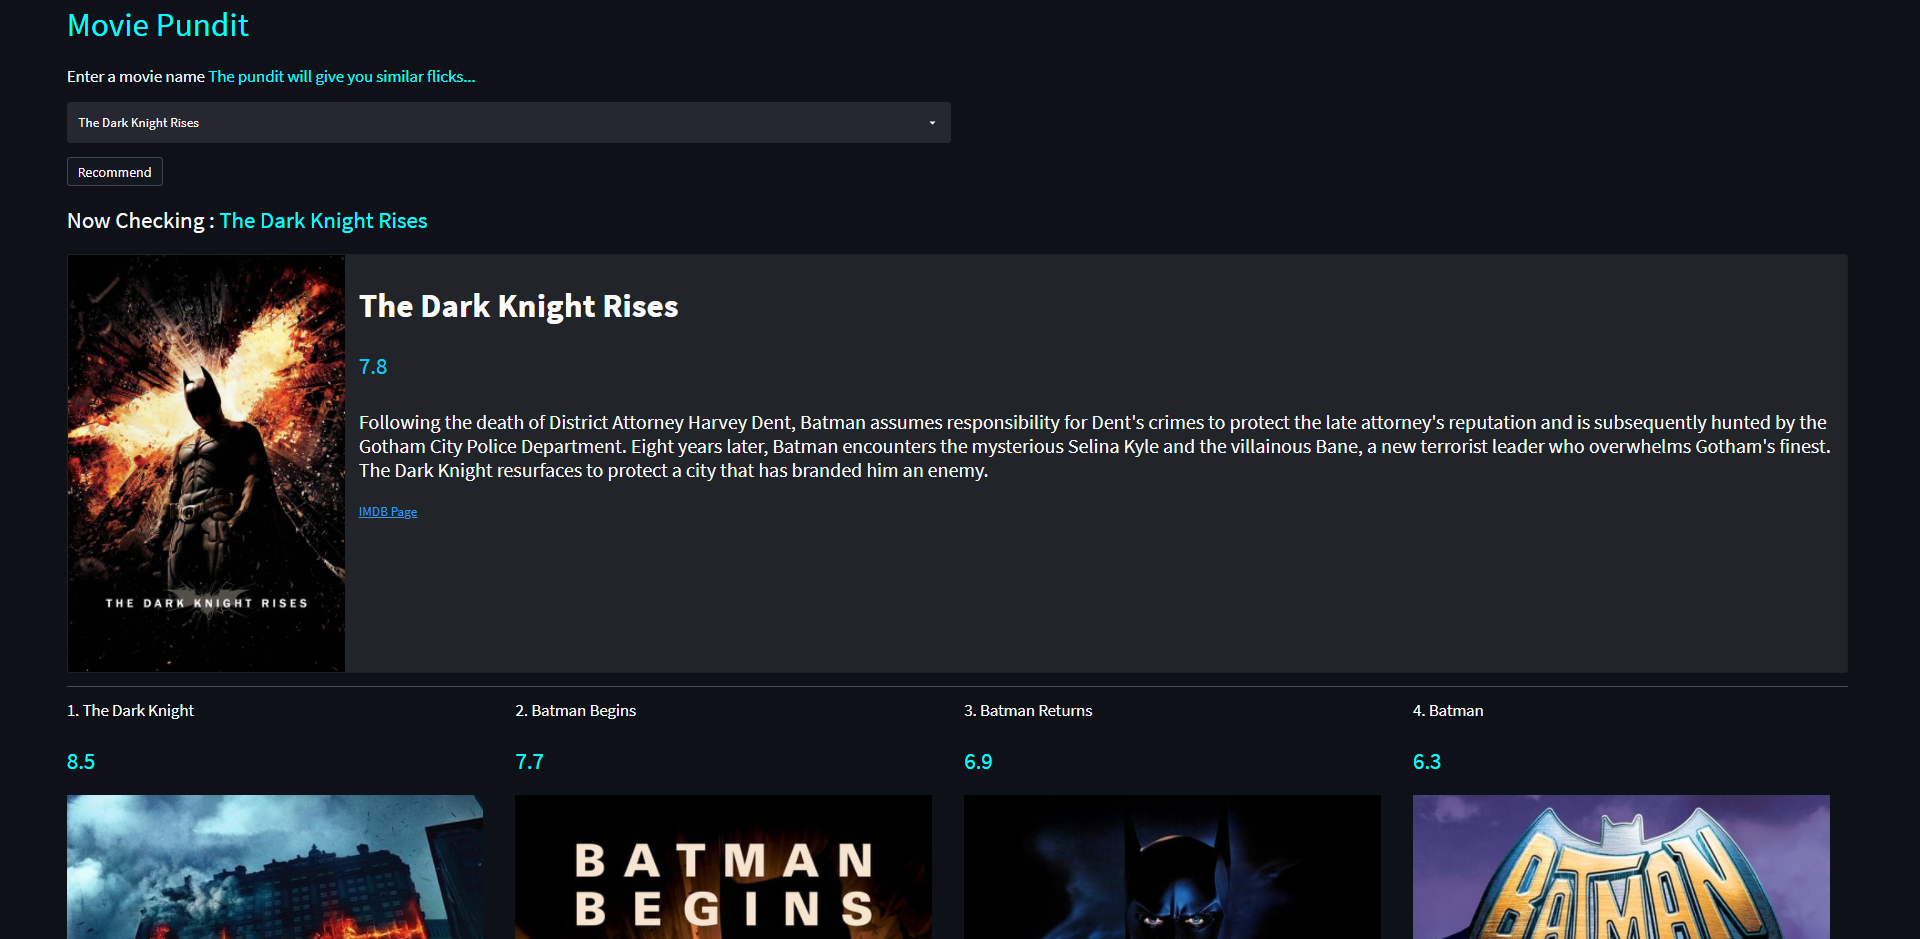 Movie Pundit
Enter a movie name The pundit will give you similar flicks...
The Dark Knight Rises
Recommend
Now Checking : The Dark Knight Rises
The Dark Knight Rises
7.8
Following the death of District Attorney Harvey Dent, Batman assumes responsibility for Dent's crimes to protect the late attorney's reputation and is subsequently hunted by the
Gotham City Police Department. Eight years later, Batman encounters the mysterious Selina Kyle and the villainous Bane, a new terrorist leader who overwhelms Gotham's finest.
The Dark Knight resurfaces to protect a city that has branded him an enemy.
IMDB Page
THE DARK KNIGHT RISES
1. The Dark Knight
2. Batman Begins
3. Batman Returns
4. Batman
8.5
7.7
6.9
6.3
BATMAN
BEGINS
BATMAN